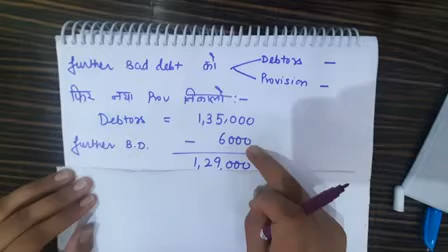 further Bad debt को Debtors -
Provision -
फिर नया Prov निकालो :-
Debtors = 1,35,000
further B.D. - 6000
1,29,000